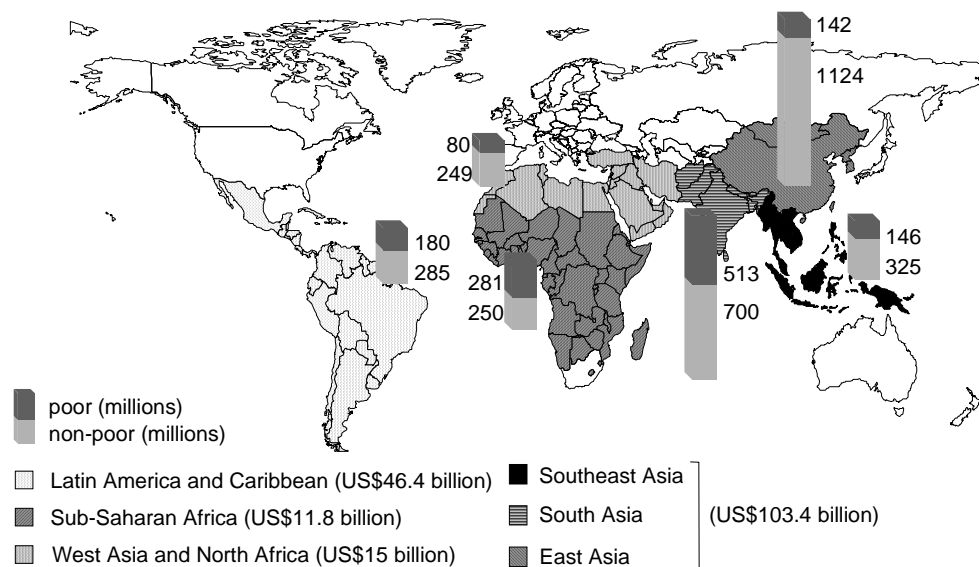 142
1124
80
249
180
285
281
250
513
700
146
325
poor (millions)
non-poor (millions)
Latin America and Caribbean (US$46.4 billion)
Sub-Saharan Africa (US$11.8 billion)
West Asia and North Africa (US$15 billion)
Southeast Asia
South Asia
East Asia
(US$103.4 billion)